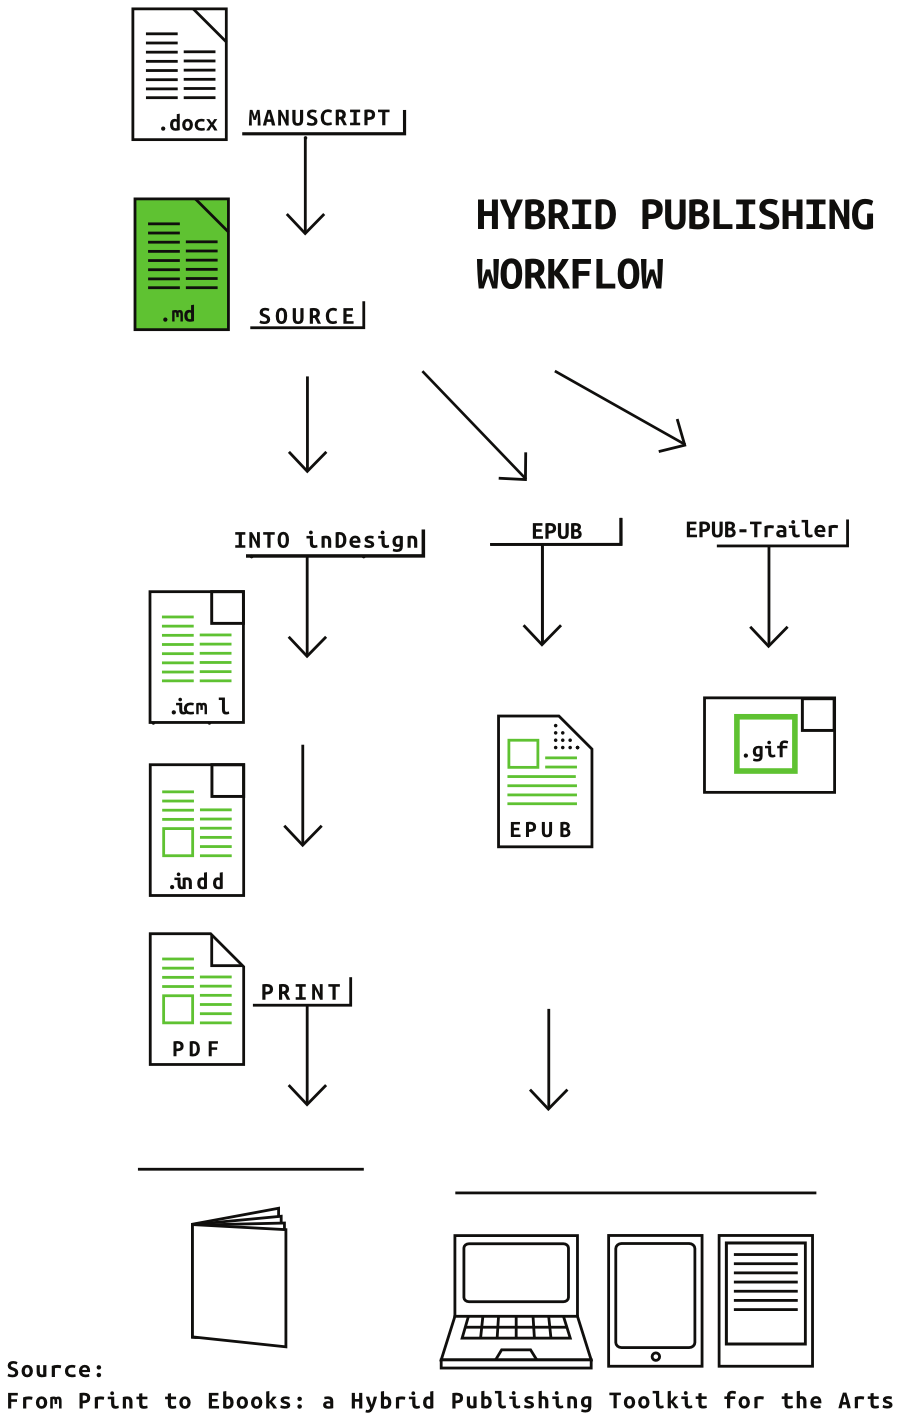 .docx
MANUSCRIPT
HYBRID PUBLISHING
WORKFLOW
.md
SOURCE
INTO inDesign
EPUB
EPUB-Trailer
.icml
.gif
EPUB
.indd
PRINT
PDF
Source:
From Print to Ebooks: a Hybrid Publishing Toolkit for the Arts